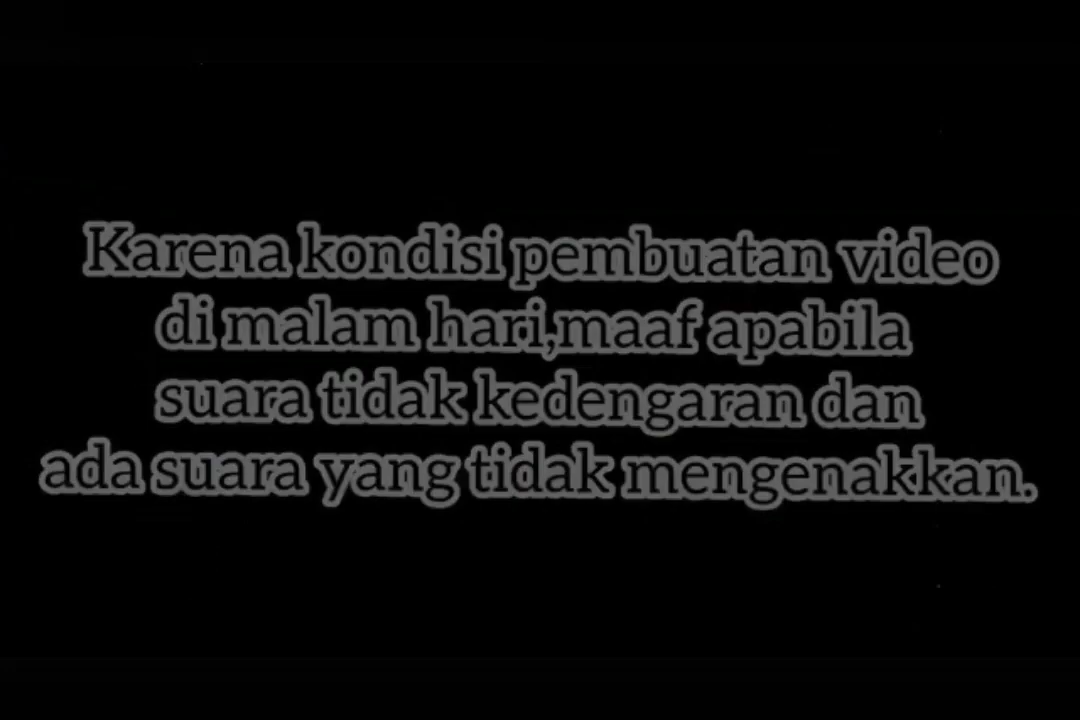 Karena kondisi pembuatan video
di malam hari,maaf apabila
suara tidak kedengaran dan
ada suara yang tidak mengenakkan.